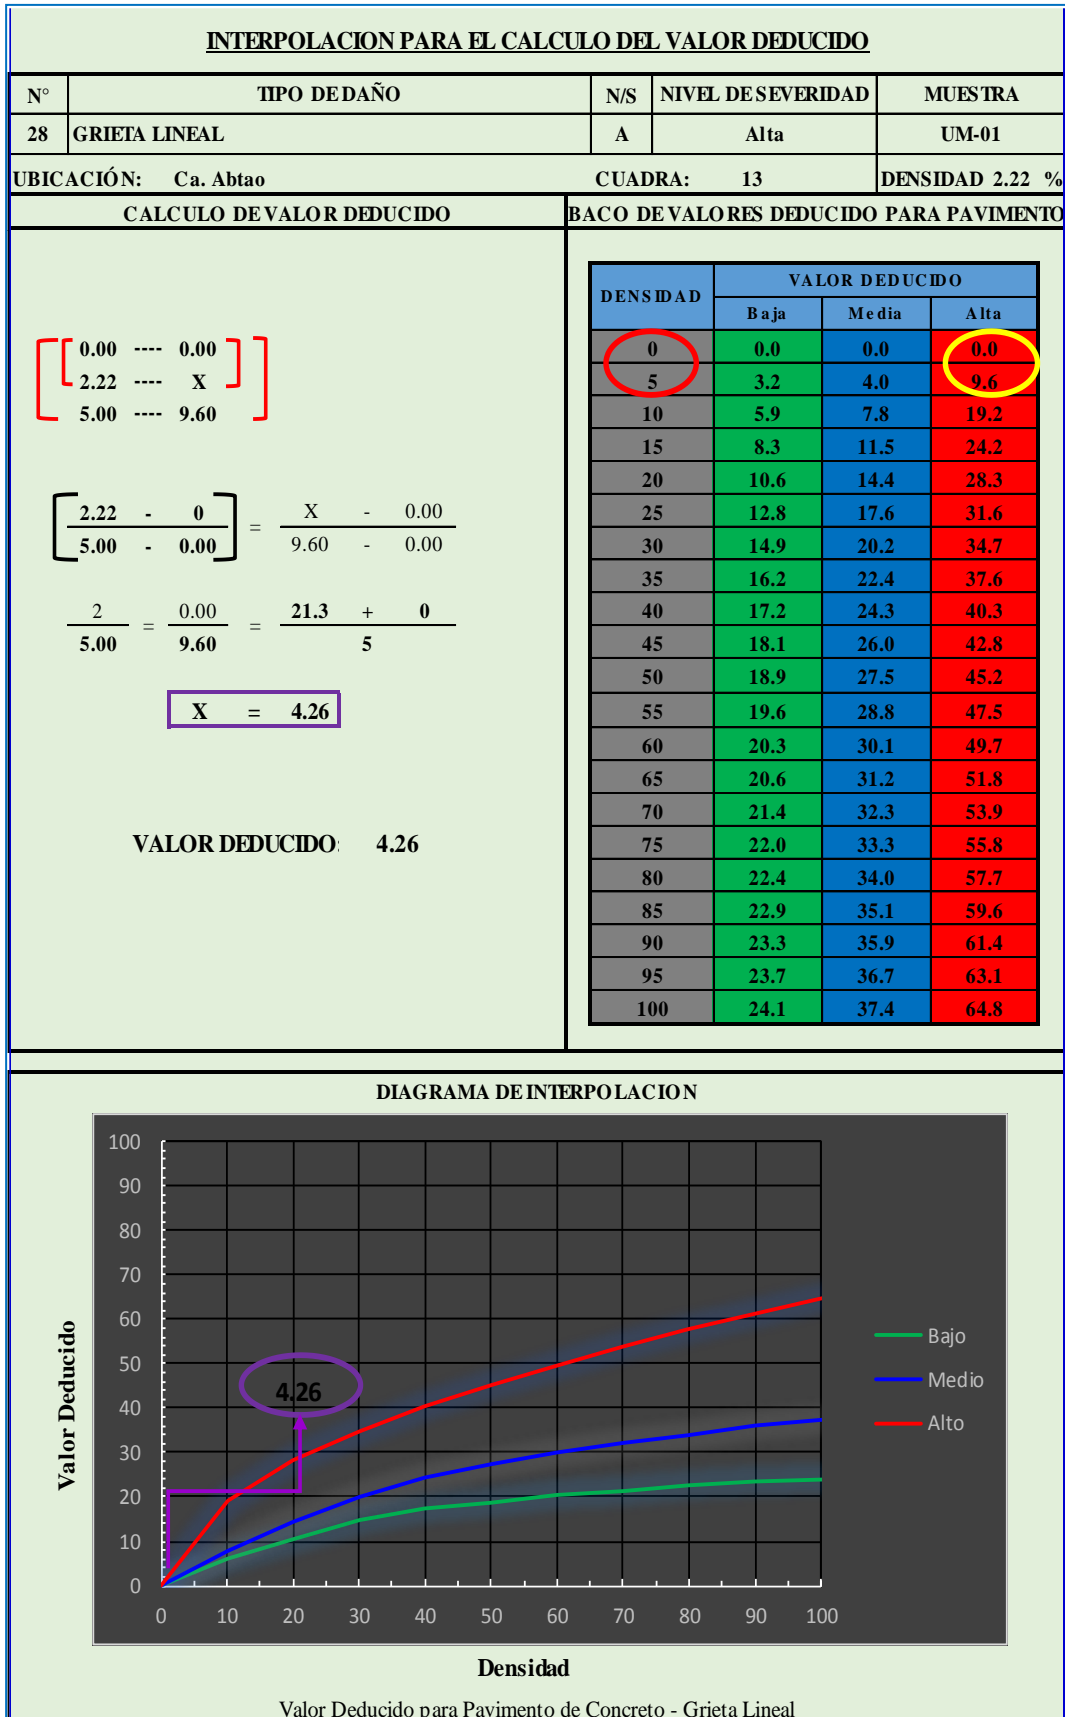 INTERPOLACION PARA EL CALCULO DEL VALOR DEDUCIDO
N° TIPO DE DAÑO N/S NIVEL DE SEVERIDAD MUESTRA
28 GRIETA LINEAL A Alta UM-01
UBICACIÓN: Ca. Abtao CUADRA: 13 DENSIDAD 2.22 %
CALCULO DE VALOR DEDUCIDO
0.00 ---- 0.00
2.22 ---- X
5.00 ---- 9.60
2.22 - 0 = X - 0.00
5.00 - 0.00 9.60 - 0.00
2 = 0.00 = 21.3 + 0
5.00 9.60 5
X = 4.26
VALOR DEDUCIDO: 4.26
BACO DE VALORES DEDUCIDO PARA PAVIMENTO
DENSIDAD VALOR DEDUCIDO
Baja Media Alta
0 0.0 0.0 0.0
5 3.2 4.0 9.6
10 5.9 7.8 19.2
15 8.3 11.5 24.2
20 10.6 14.4 28.3
25 12.8 17.6 31.6
30 14.9 20.2 34.7
35 16.2 22.4 37.6
40 17.2 24.3 40.3
45 18.1 26.0 42.8
50 18.9 27.5 45.2
55 19.6 28.8 47.5
60 20.3 30.1 49.7
65 20.6 31.2 51.8
70 21.4 32.3 53.9
75 22.0 33.3 55.8
80 22.4 34.0 57.7
85 22.9 35.1 59.6
90 23.3 35.9 61.4
95 23.7 36.7 63.1
100 24.1 37.4 64.8
DIAGRAMA DE INTERPOLACION
Valor Deducido
100
90
80
70
60
50
40
30
20
10
0
4.26
0 10 20 30 40 50 60 70 80 90 100
Bajo
Medio
Alto
Densidad
Valor Deducido para Pavimento de Concreto - Grieta Lineal